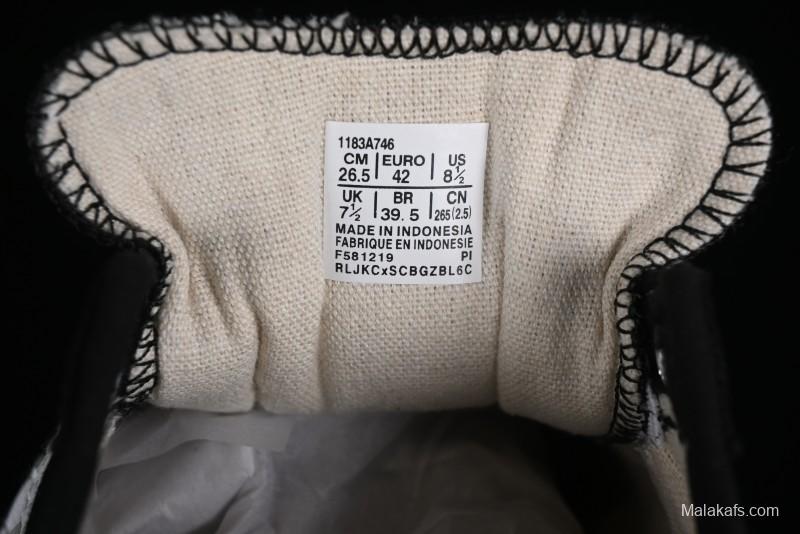 1183A746
CM EURO US
26.5 42 8½
UK BR CN
7½ 39.5 265(2.5)
MADE IN INDONESIA
FABRIQUE EN INDONESIE
F581219 PI
RLJKCxSCBGZBL6C
Malakafs.com